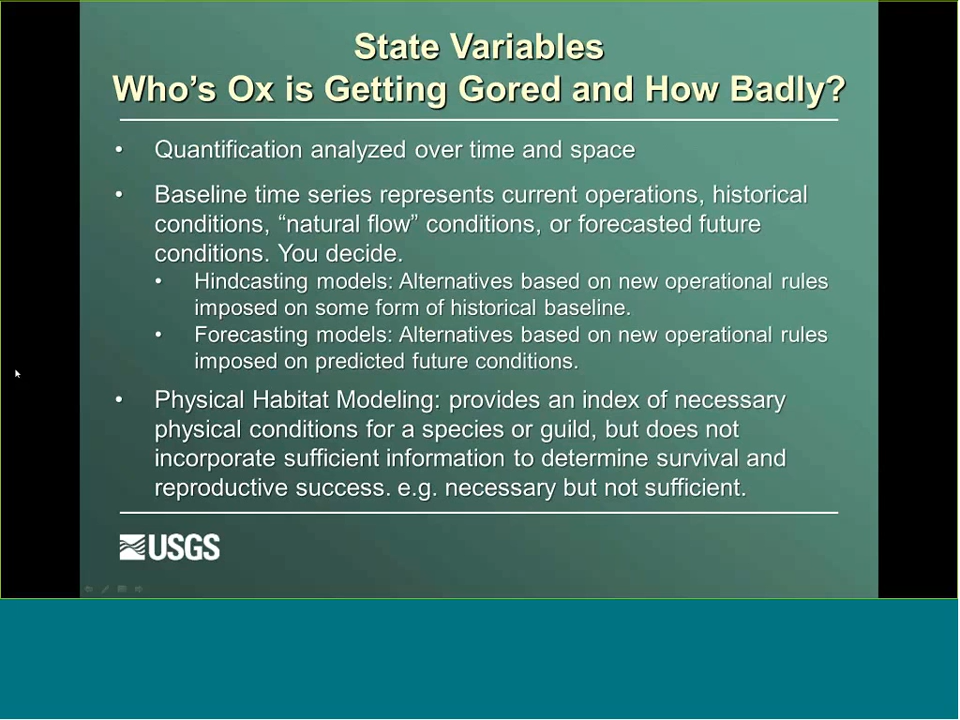 State Variables
Who's Ox is Getting Gored and How Badly?
• Quantification analyzed over time and space
• Baseline time series represents current operations, historical
conditions, “natural flow” conditions, or forecasted future
conditions. You decide.
• Hindcasting models: Alternatives based on new operational rules
imposed on some form of historical baseline.
• Forecasting models: Alternatives based on new operational rules
imposed on predicted future conditions.
• Physical Habitat Modeling: provides an index of necessary
physical conditions for a species or guild, but does not
incorporate sufficient information to determine survival and
reproductive success. e.g. necessary but not sufficient.
USGS